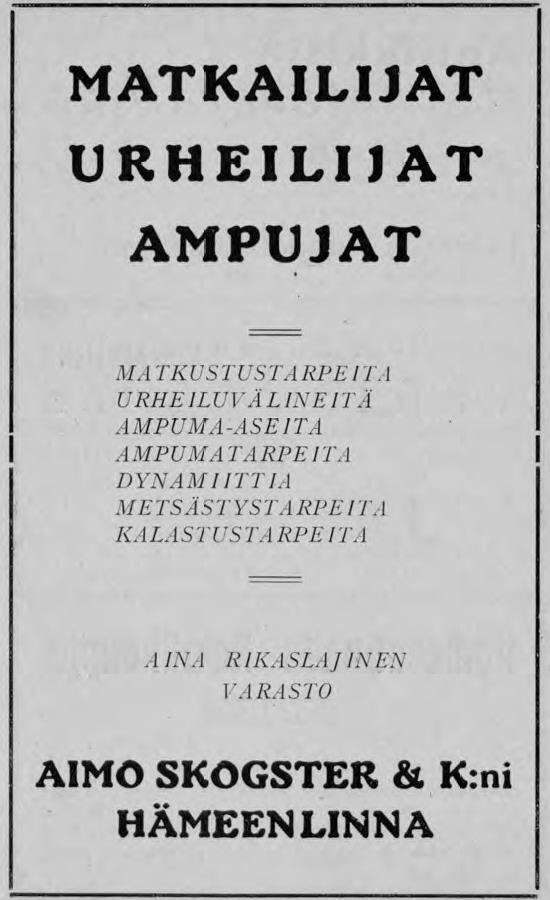 MATKAILIJAT
URHEILIJAT
AMPUJAT
MATKUSTUSTARPEITA
URHEILUVÄLINEITÄ
AMPUMA-ASEITA
AMPUMATARPEITA
DYNAMIITTIA
METSÄSTYSTARPEITA
KALASTUSTARPEITA
AINA RIKASLAJINEN
VARASTO
AIMO SKOGSTER & K:ni
HÄMEENLINNA